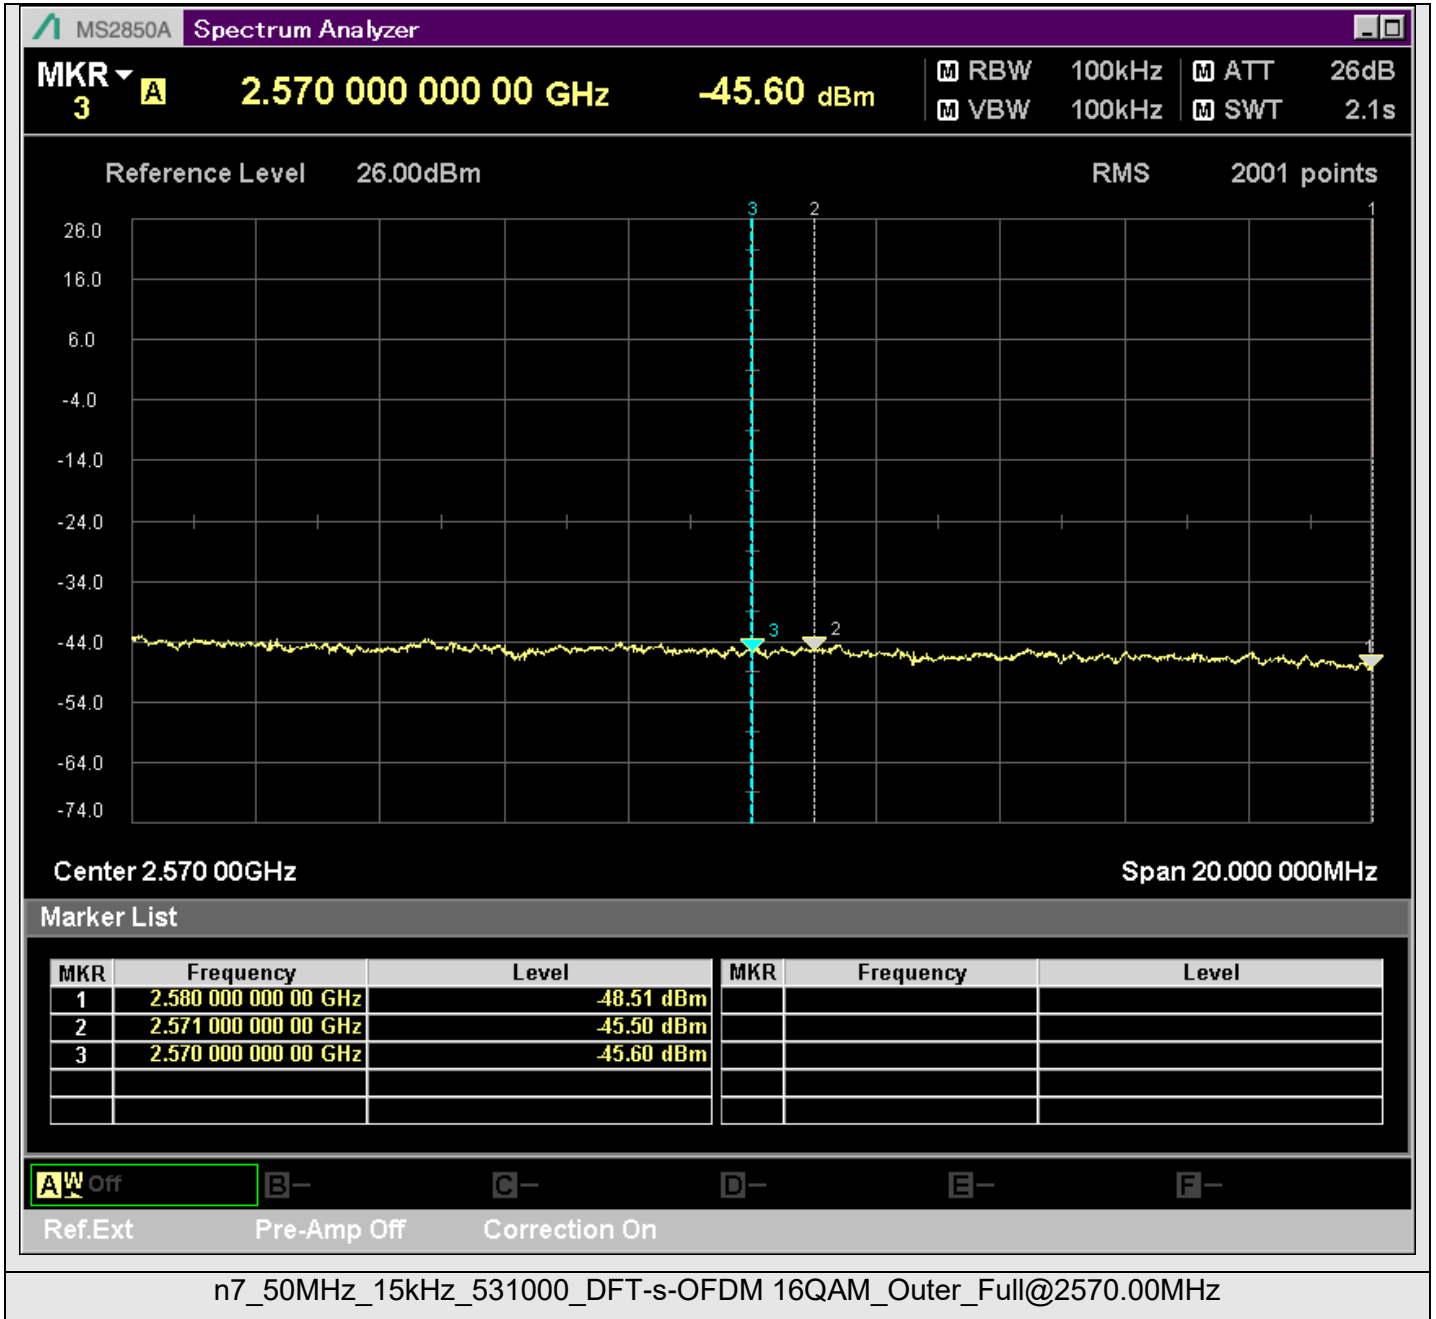 MS2850A Spectrum Analyzer
MKR A 2.570 000 000 00 GHz -45.60 dBm M RBW 100kHz M ATT 26dB
3 M VBW 100kHz M SWT 2.1s
Reference Level 26.00dBm RMS 2001 points
3 2 1
26.0
16.0
6.0
-4.0
-14.0
-24.0
-34.0
-44.0 3 2 1
-54.0
-64.0
-74.0
Center 2.570 00GHz Span 20.000 000MHz
Marker List
MKR Frequency Level MKR Frequency Level
1 2.580 000 000 00 GHz -48.51 dBm
2 2.571 000 000 00 GHz -45.50 dBm
3 2.570 000 000 00 GHz -45.60 dBm
A W Off B — C — D — E — F —
Ref.Ext Pre-Amp Off Correction On
n7_50MHz_15kHz_531000_DFT-s-OFDM 16QAM_Outer_Full@2570.00MHz